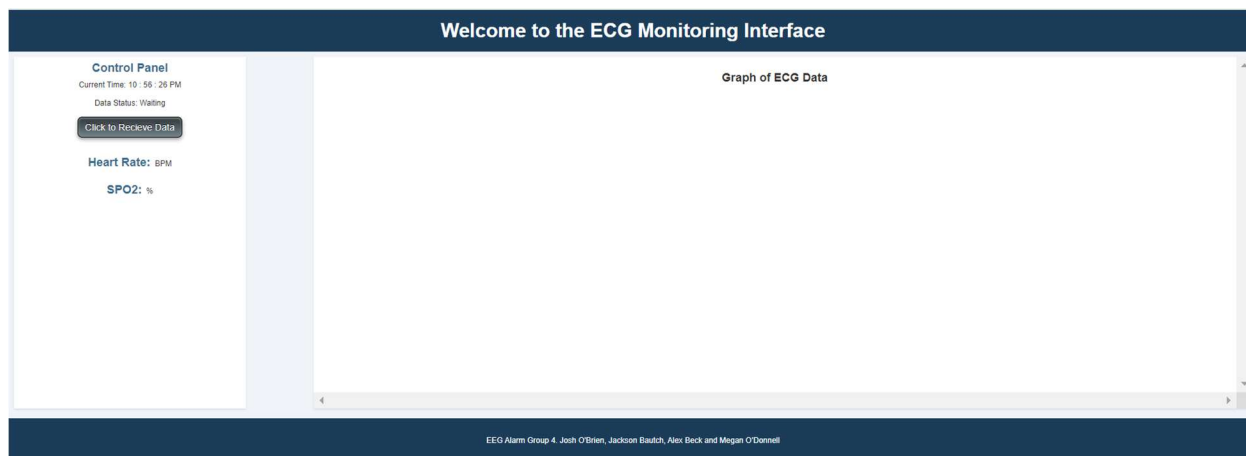 Welcome to the ECG Monitoring Interface
Control Panel
Current Time: 10 : 56 : 26 PM
Data Status: Waiting
Click to Recieve Data
Heart Rate: BPM
SPO2: %
Graph of ECG Data
EEG Alarm Group 4. Josh O'Brien, Jackson Bautch, Alex Beck and Megan O'Donnell